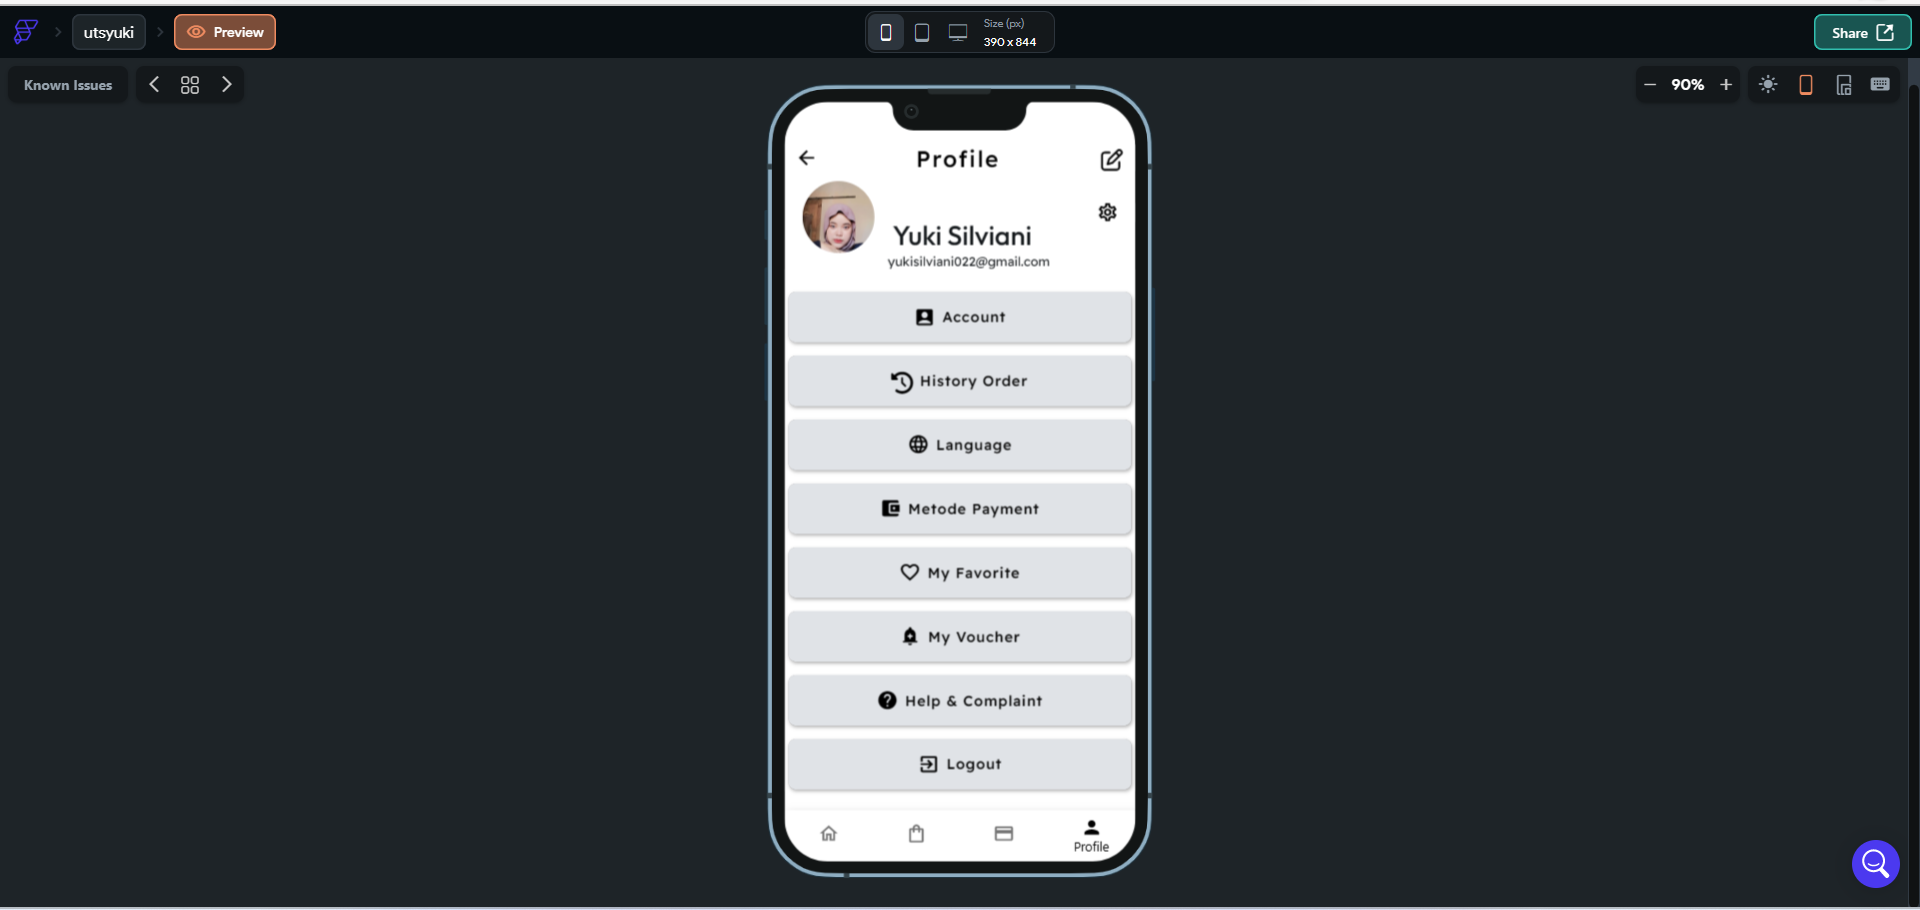 utsyuki
Preview
Size (px)
390 x 844
Share
Known Issues
90%
Profile
Yuki Silviani
yukisilviani022@gmail.com
Account
History Order
Language
Metode Payment
My Favorite
My Voucher
Help & Complaint
Logout
Profile